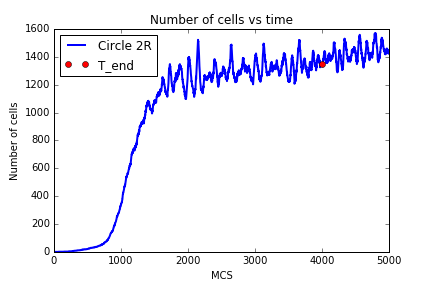 Number of cells vs time
Number of cells
1600
1400
1200
1000
800
600
400
200
0
Circle 2R
T_end
0 1000 2000 3000 4000 5000
MCS